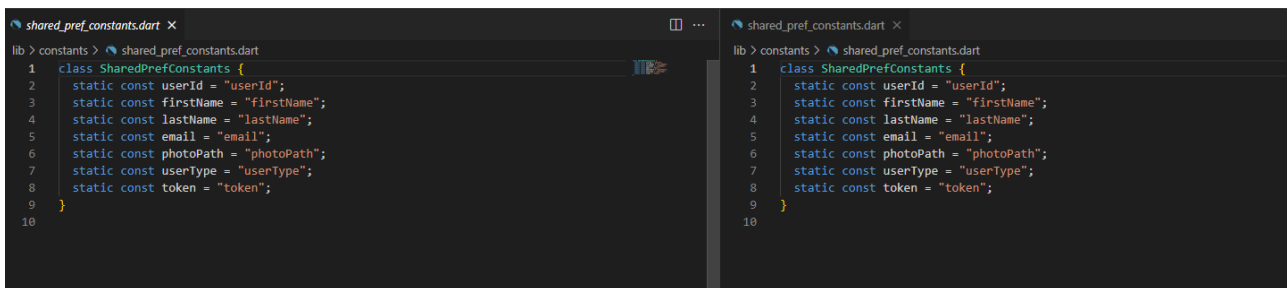 shared_pref_constants.dart
lib > constants > shared_pref_constants.dart
1 class SharedPrefConstants {
2 static const userId = "userId";
3 static const firstName = "firstName";
4 static const lastName = "lastName";
5 static const email = "email";
6 static const photoPath = "photoPath";
7 static const userType = "userType";
8 static const token = "token";
9 }
10
shared_pref_constants.dart
lib > constants > shared_pref_constants.dart
1 class SharedPrefConstants {
2 static const userId = "userId";
3 static const firstName = "firstName";
4 static const lastName = "lastName";
5 static const email = "email";
6 static const photoPath = "photoPath";
7 static const userType = "userType";
8 static const token = "token";
9 }
10